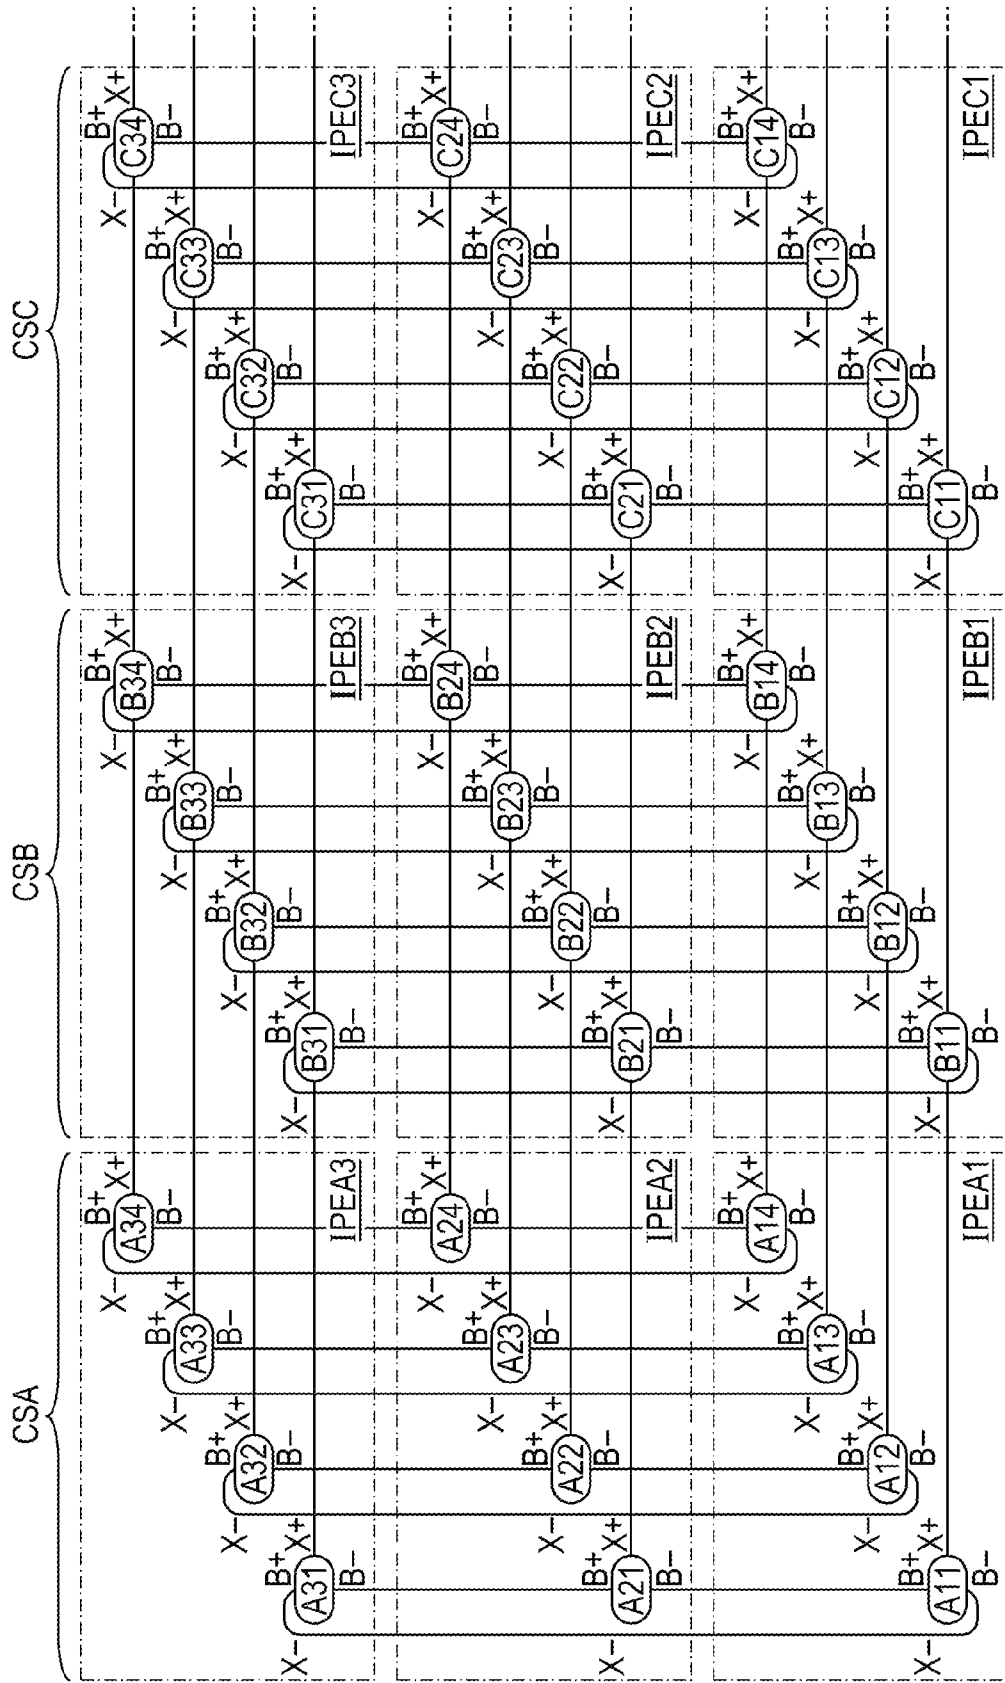 CSA
CSB
CSC
B+
X- A34 X+
B-
B+
X- A33 X+
B-
B+
X- A32 X+
B-
B+
X- A31 X+
B-
IPEA3
B+
X- B34 X+
B-
B+
X- B33 X+
B-
B+
X- B32 X+
B-
B+
X- B31 X+
B-
IPEB3
B+
X- C34 X+
B-
B+
X- C33 X+
B-
B+
X- C32 X+
B-
B+
X- C31 X+
B-
IPEC3
B+
X- A24 X+
B-
B+
X- A23 X+
B-
B+
X- A22 X+
B-
B+
X- A21 X+
B-
IPEA2
B+
X- B24 X+
B-
B+
X- B23 X+
B-
B+
X- B22 X+
B-
B+
X- B21 X+
B-
IPEB2
B+
X- C24 X+
B-
B+
X- C23 X+
B-
B+
X- C22 X+
B-
B+
X- C21 X+
B-
IPEC2
B+
X- A14 X+
B-
B+
X- A13 X+
B-
B+
X- A12 X+
B-
B+
X- A11 X+
B-
IPEA1
B+
X- B14 X+
B-
B+
X- B13 X+
B-
B+
X- B12 X+
B-
B+
X- B11 X+
B-
IPEB1
B+
X- C14 X+
B-
B+
X- C13 X+
B-
B+
X- C12 X+
B-
B+
X- C11 X+
B-
IPEC1